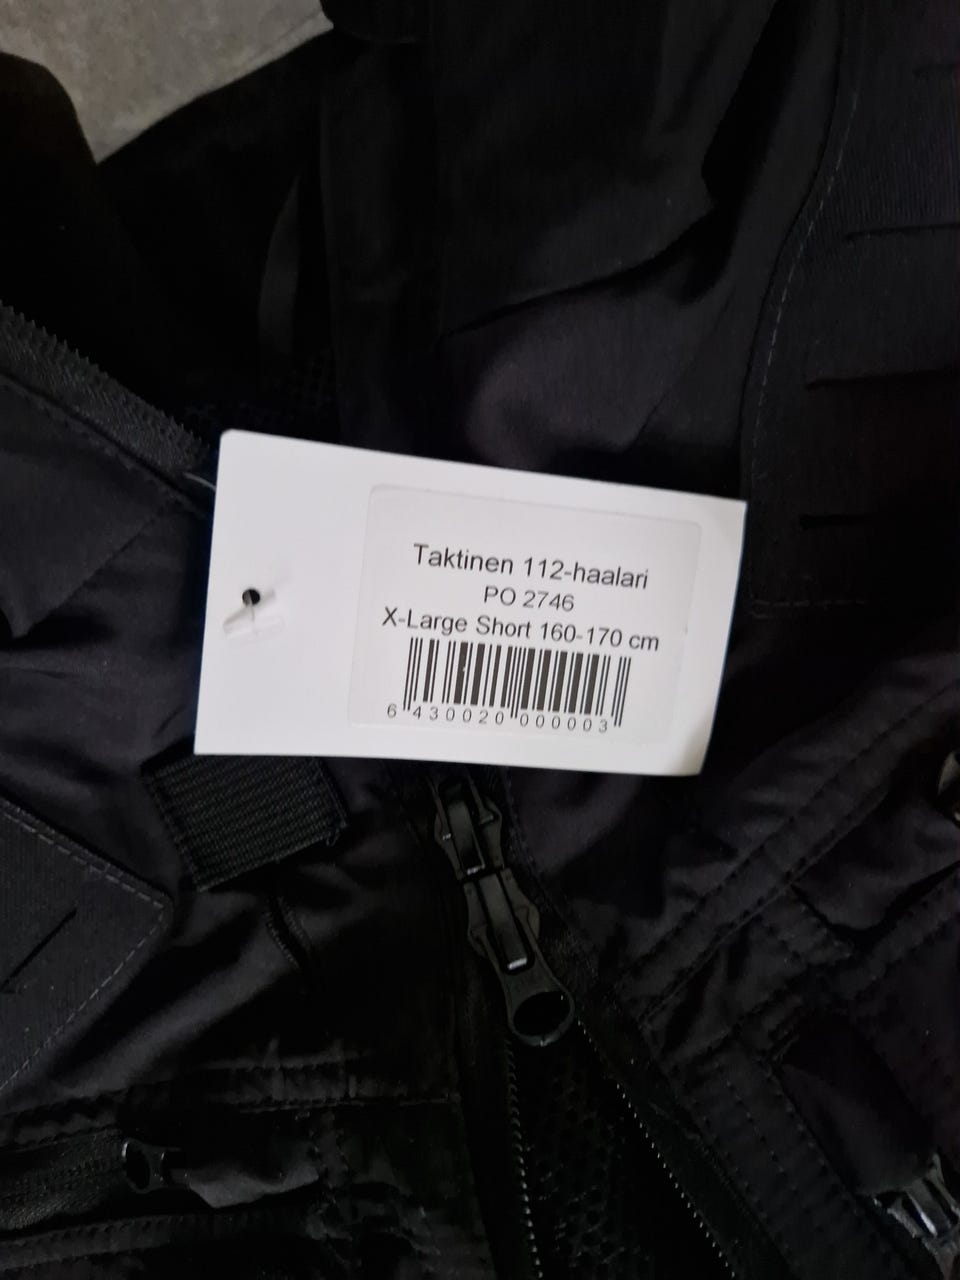 Taktinen 112-haalari
PO 2746
X-Large Short 160-170 cm
6 430020 000003